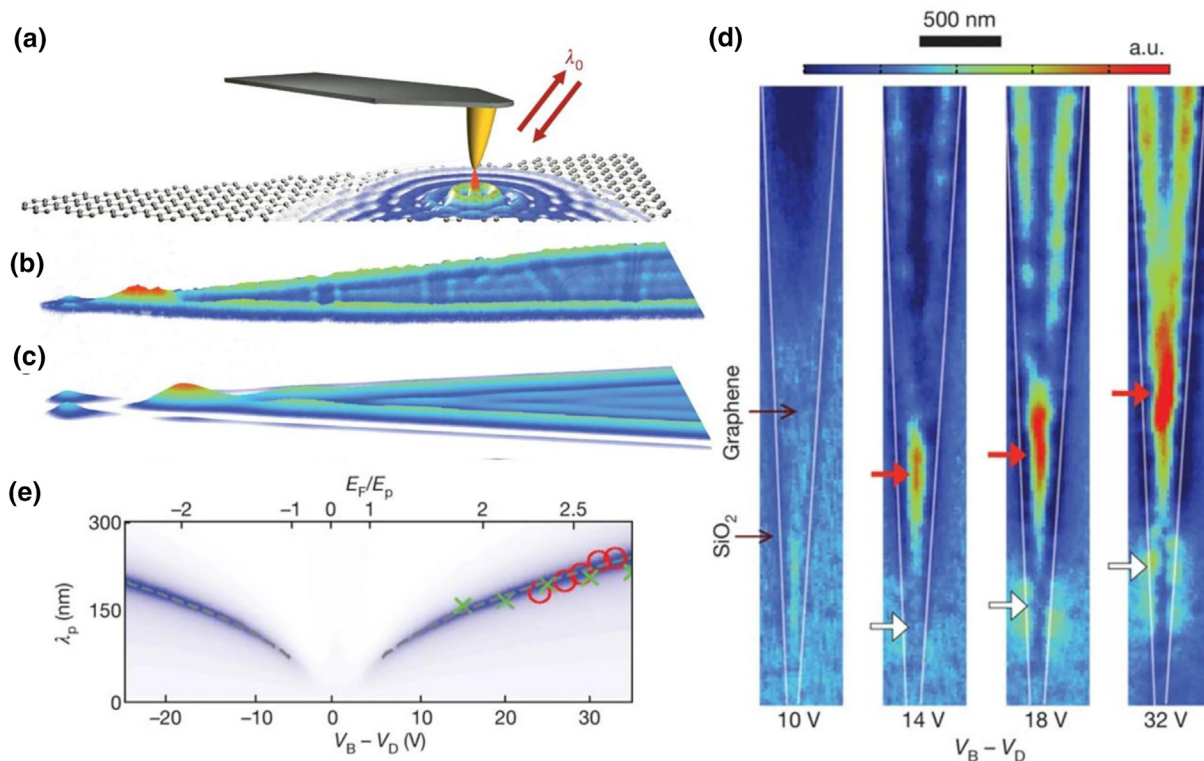 (a)
λ0
(b)
(c)
(d)
500 nm
a.u.
Graphene
SiO2
10 V
14 V
18 V
32 V
VB – VD
(e)
EF/Ep
–2
–1
0
1
2
2.5
300
150
0
λp (nm)
–20
–10
0
10
20
30
VB – VD (V)